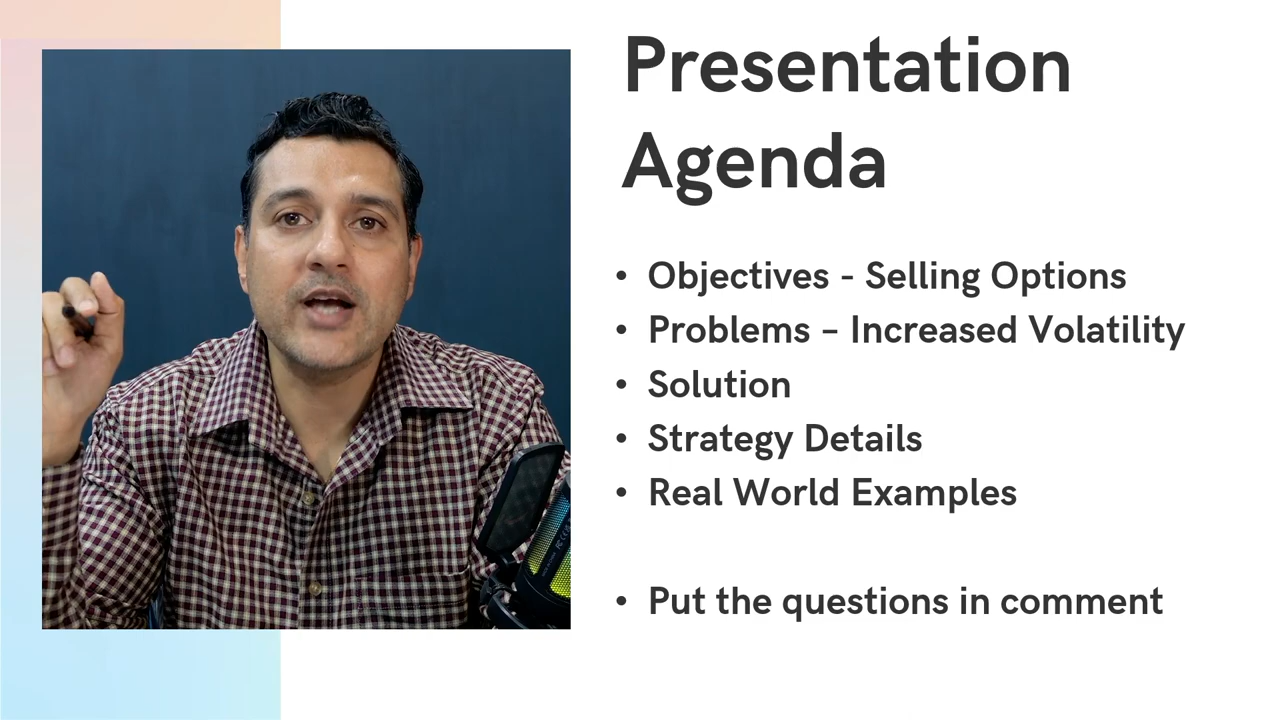 Presentation
Agenda
• Objectives - Selling Options
• Problems – Increased Volatility
• Solution
• Strategy Details
• Real World Examples
• Put the questions in comment